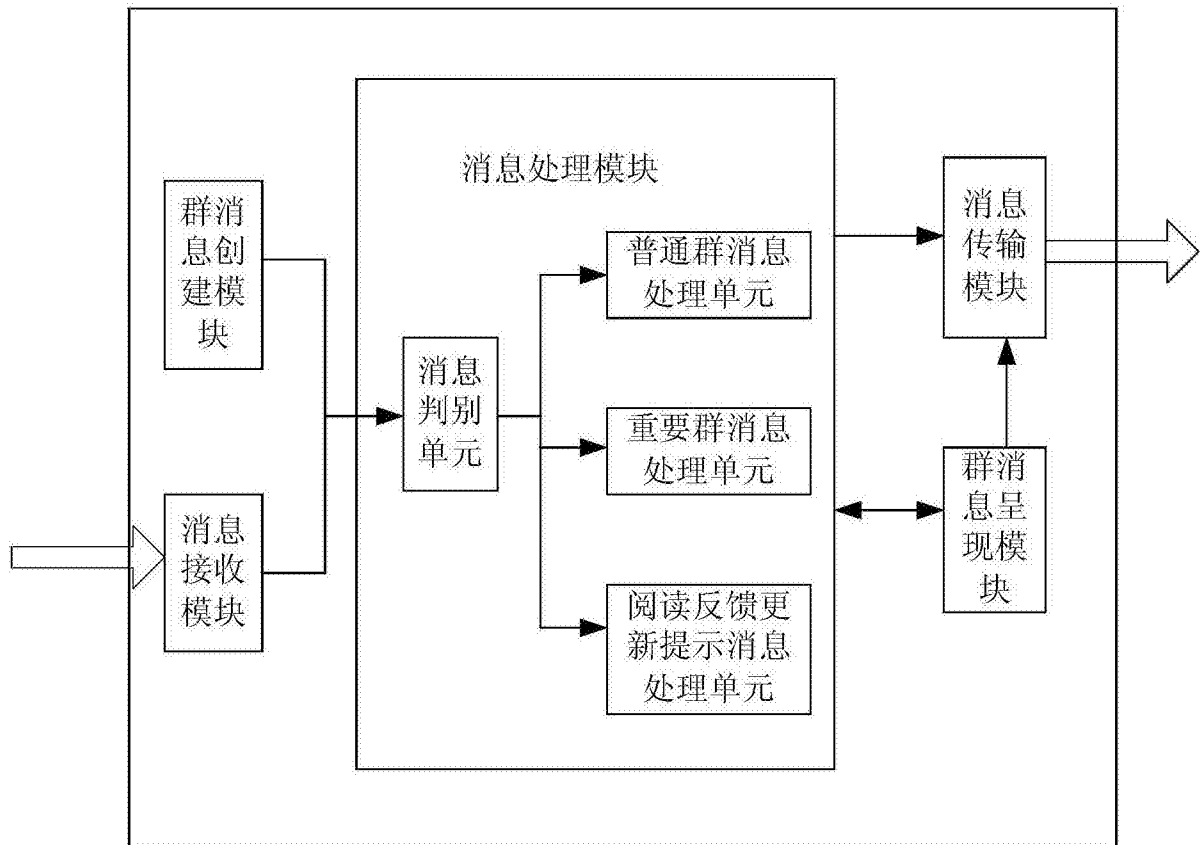 消息处理模块
群消
息创
建模
块
消息
接收
模块
消息
判别
单元
普通群消息
处理单元
重要群消息
处理单元
阅读反馈更
新提示消息
处理单元
消息
传输
模块
群消
息呈
现模
块